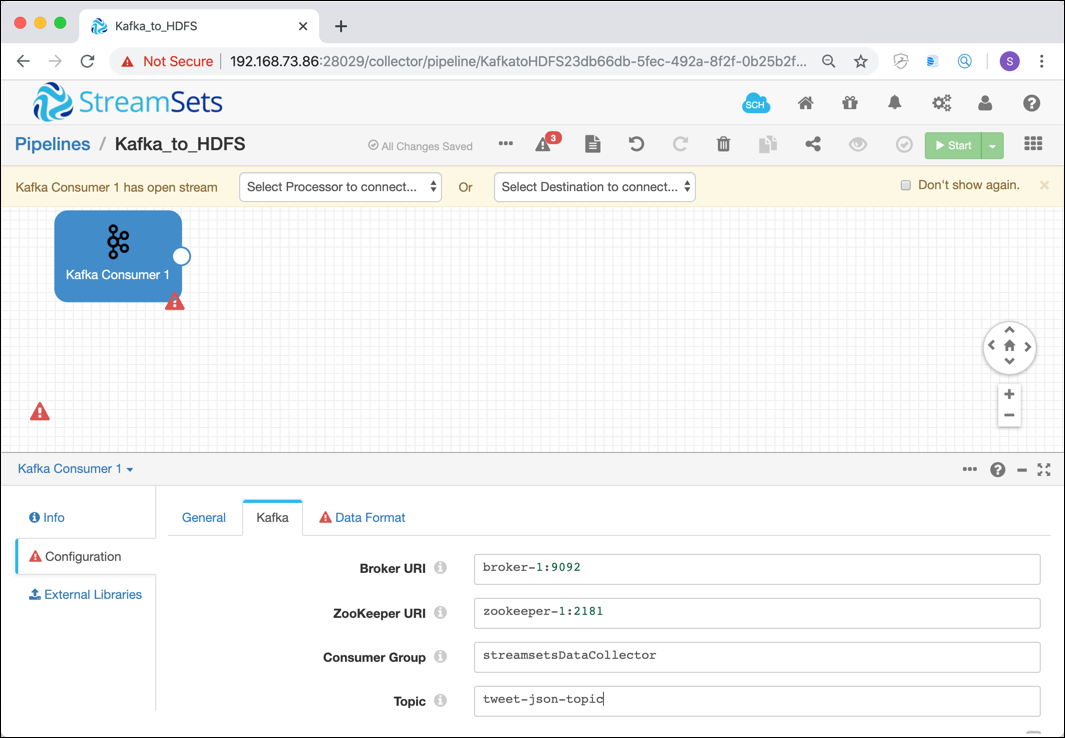 Kafka_to_HDFS
Not Secure 192.168.73.86:28029/collector/pipeline/KafkatoHDFS23db66db-5fec-492a-8f2f-0b25b2f... S
StreamSets SCH
Pipelines / Kafka_to_HDFS All Changes Saved 3 Start
Kafka Consumer 1 has open stream Select Processor to connect... Or Select Destination to connect... Don't show again.
Kafka Consumer 1
Kafka Consumer 1
Info General Kafka Data Format
Configuration
External Libraries
Broker URI broker-1:9092
ZooKeeper URI zookeeper-1:2181
Consumer Group streamsetsDataCollector
Topic tweet-json-topic